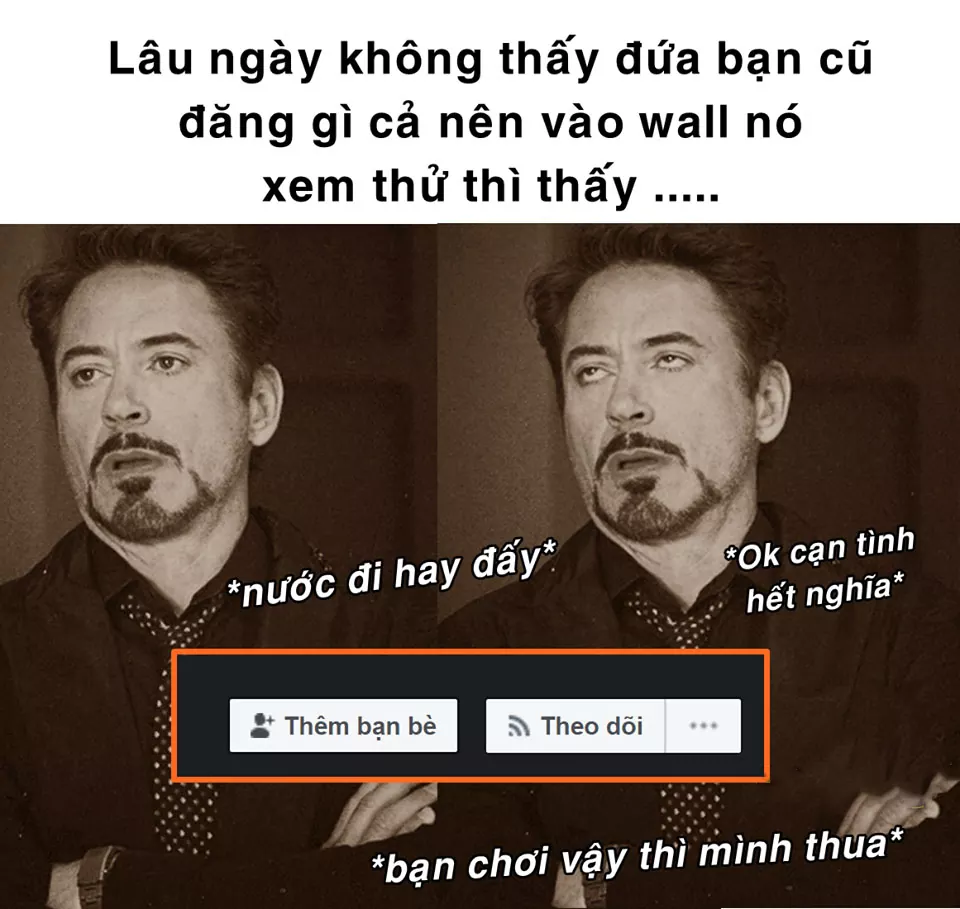 Lâu ngày không thấy đứa bạn cũ
đăng gì cả nên vào wall nó
xem thử thì thấy .....
*nước đi hay đấy*
*Ok cạn tình
hết nghĩa*
Thêm bạn bè
Theo dõi
*bạn chơi vậy thì mình thua*